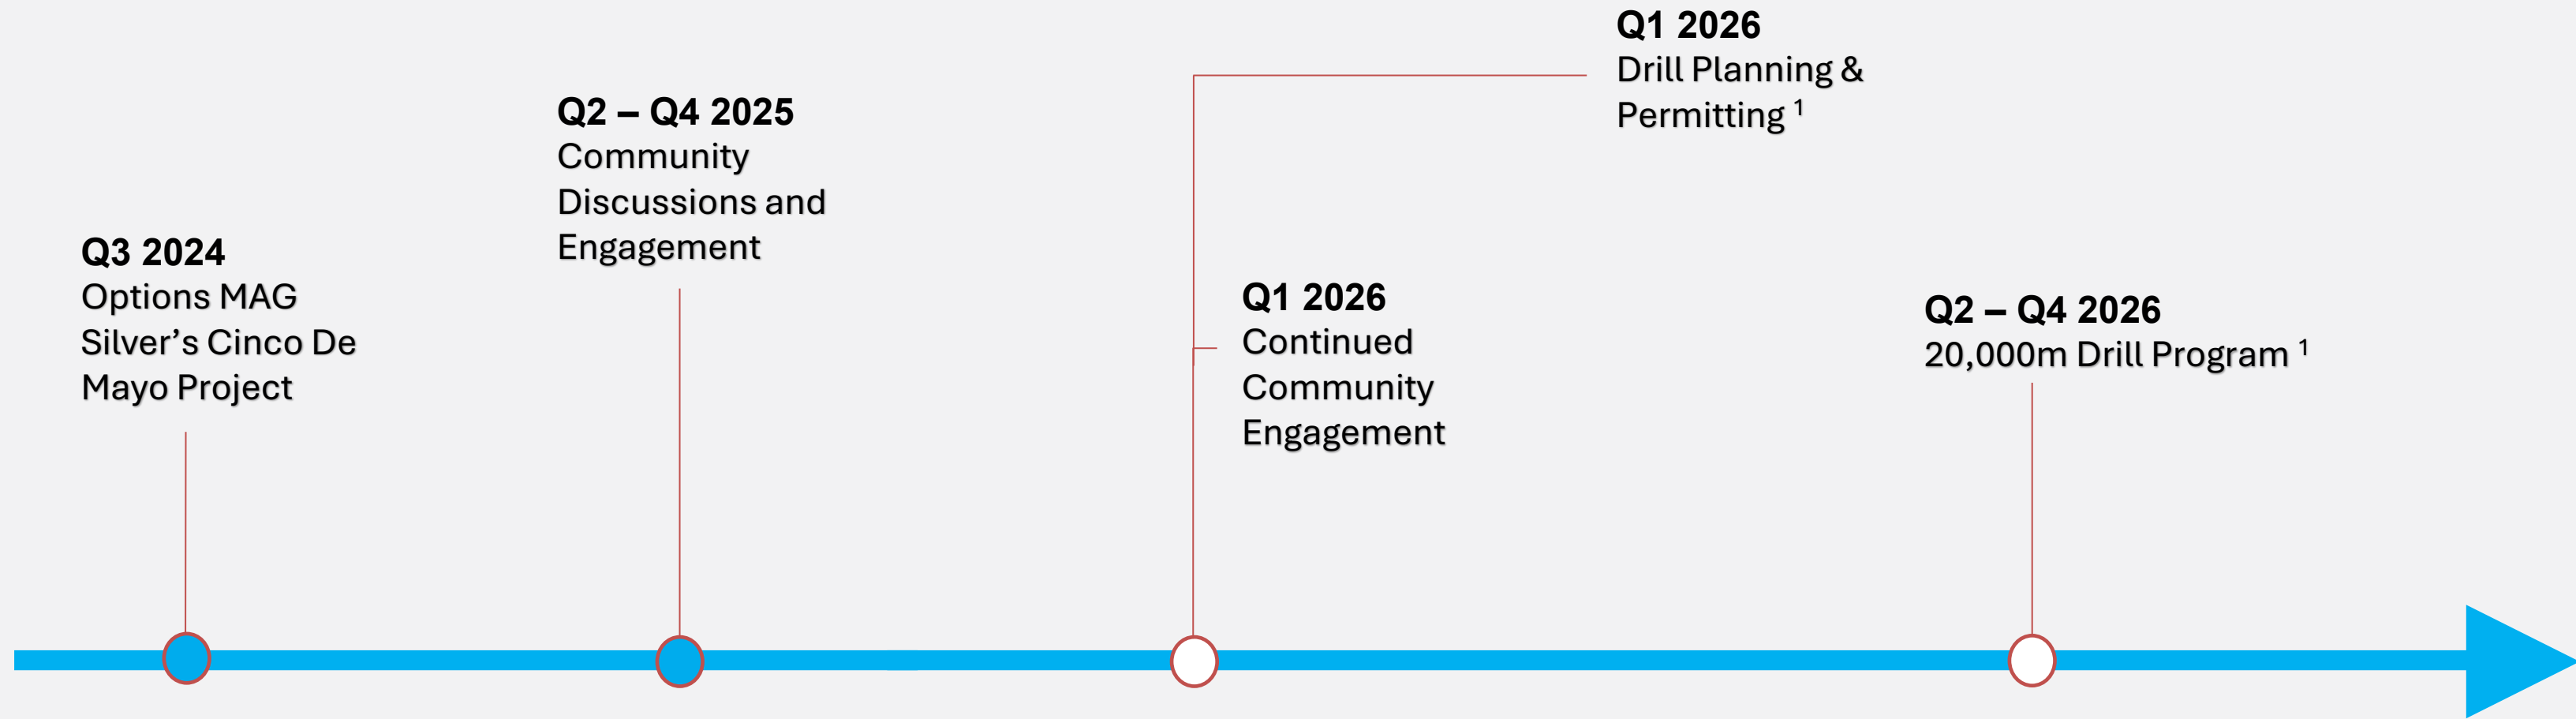 Q3 2024
Options MAG
Silver’s Cinco De
Mayo Project
Q2 – Q4 2025
Community
Discussions and
Engagement
Q1 2026
Continued
Community
Engagement
Q1 2026
Drill Planning &
Permitting ¹
Q2 – Q4 2026
20,000m Drill Program ¹